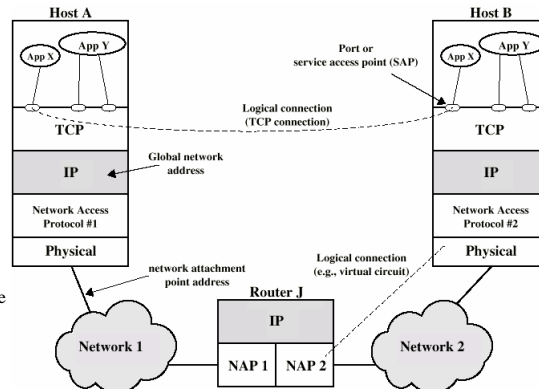 Host A
Host B
App X
App Y
Port or
service access point (SAP)
App X
App Y
Logical connection
(TCP connection)
TCP
TCP
Global network
address
IP
IP
Network Access
Protocol #1
Network Access
Protocol #2
Physical
Logical connection
(e.g., virtual circuit)
Physical
network attachment
point address
Router J
IP
Network 1
NAP 1
NAP 2
Network 2